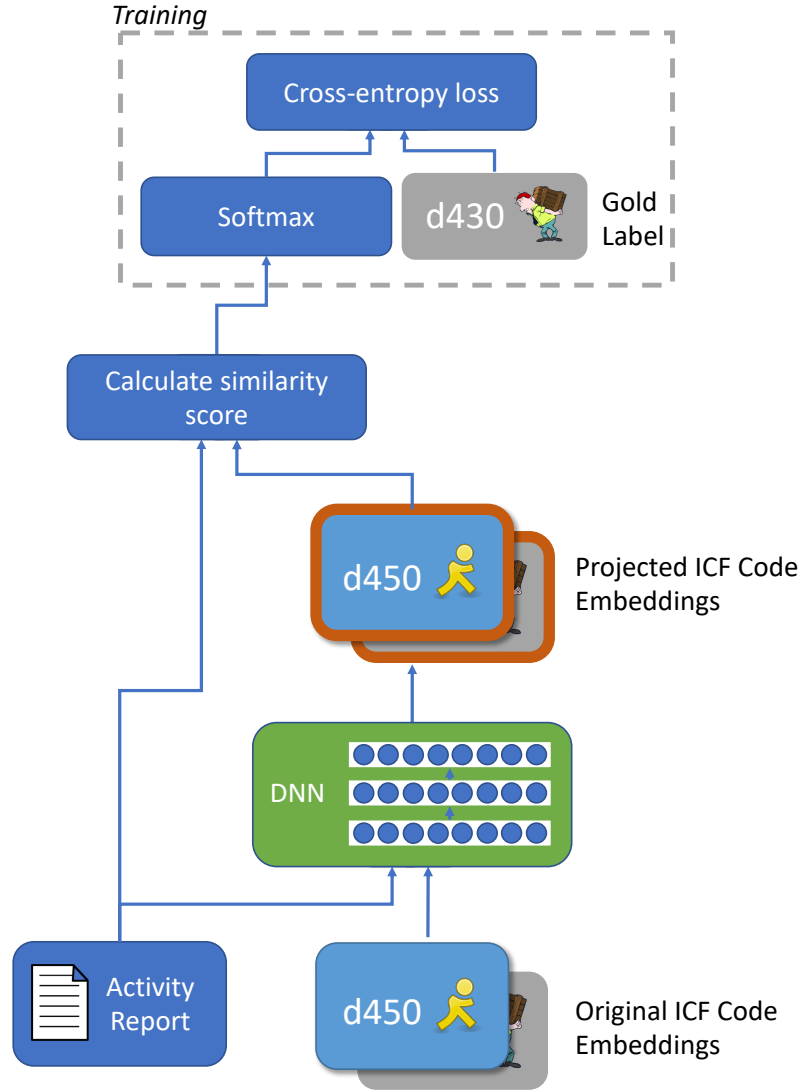 Training
Cross-entropy loss
Softmax
d430
Gold
Label
Calculate similarity
score
d450
Projected ICF Code
Embeddings
DNN
Activity
Report
d450
Original ICF Code
Embeddings